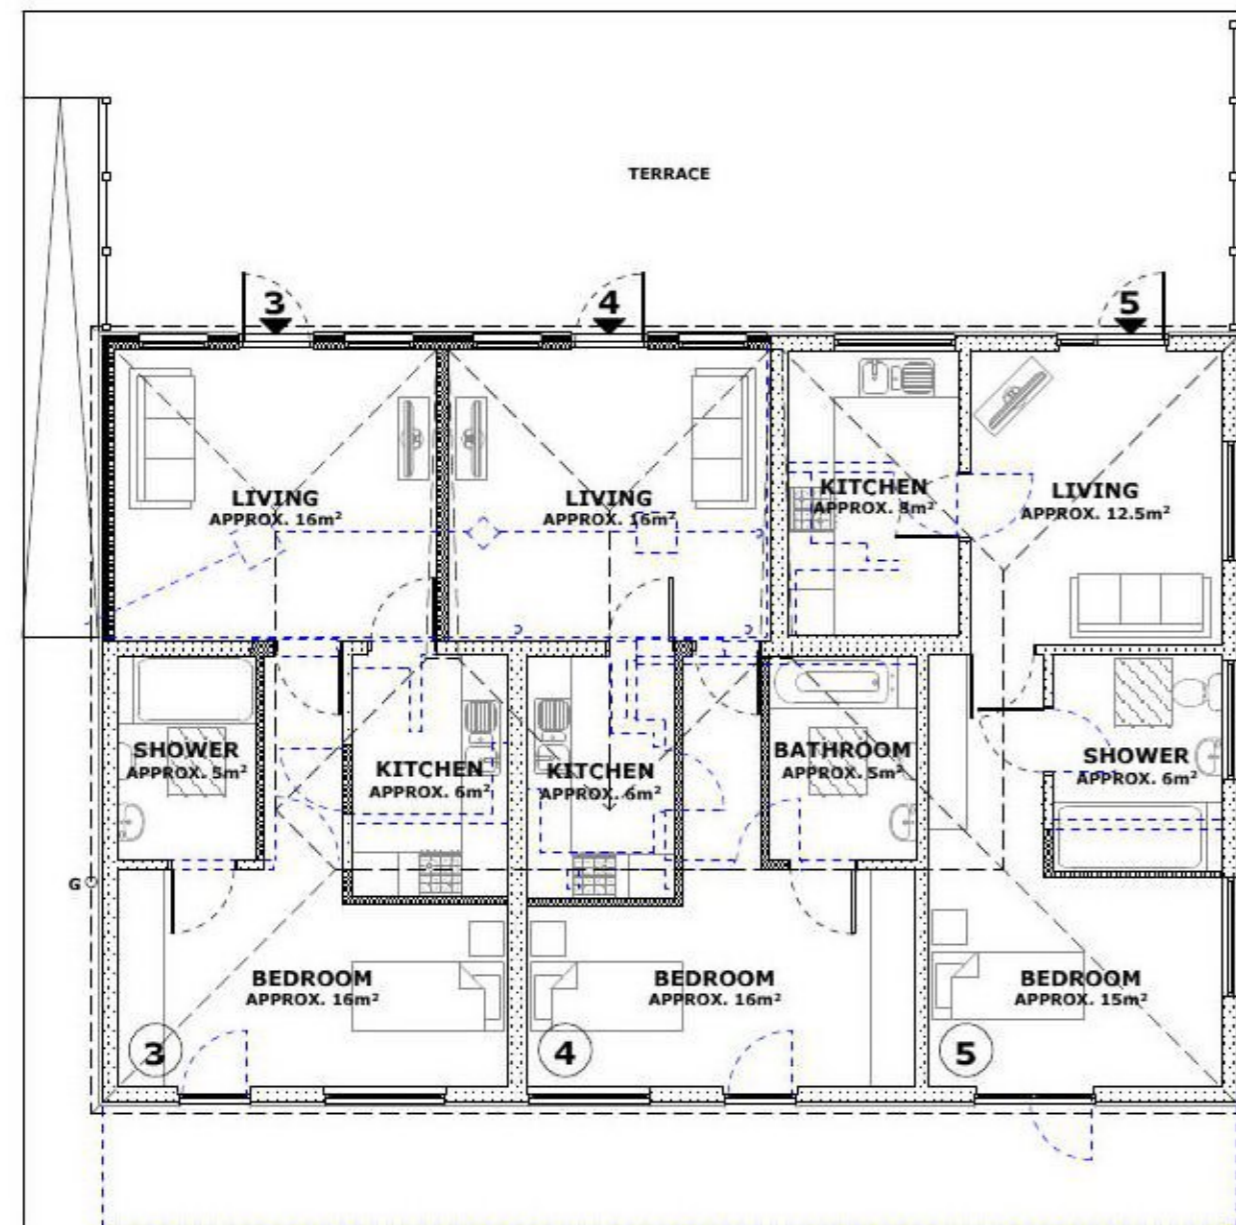 TERRACE
3
4
5
LIVING
APPROX. 16m²
LIVING
APPROX. 16m²
KITCHEN
APPROX. 8m²
LIVING
APPROX. 12.5m²
SHOWER
APPROX. 5m²
KITCHEN
APPROX. 6m²
KITCHEN
APPROX. 6m²
BATHROOM
APPROX. 5m²
SHOWER
APPROX. 6m²
G
BEDROOM
APPROX. 16m²
BEDROOM
APPROX. 16m²
BEDROOM
APPROX. 15m²
3
4
5